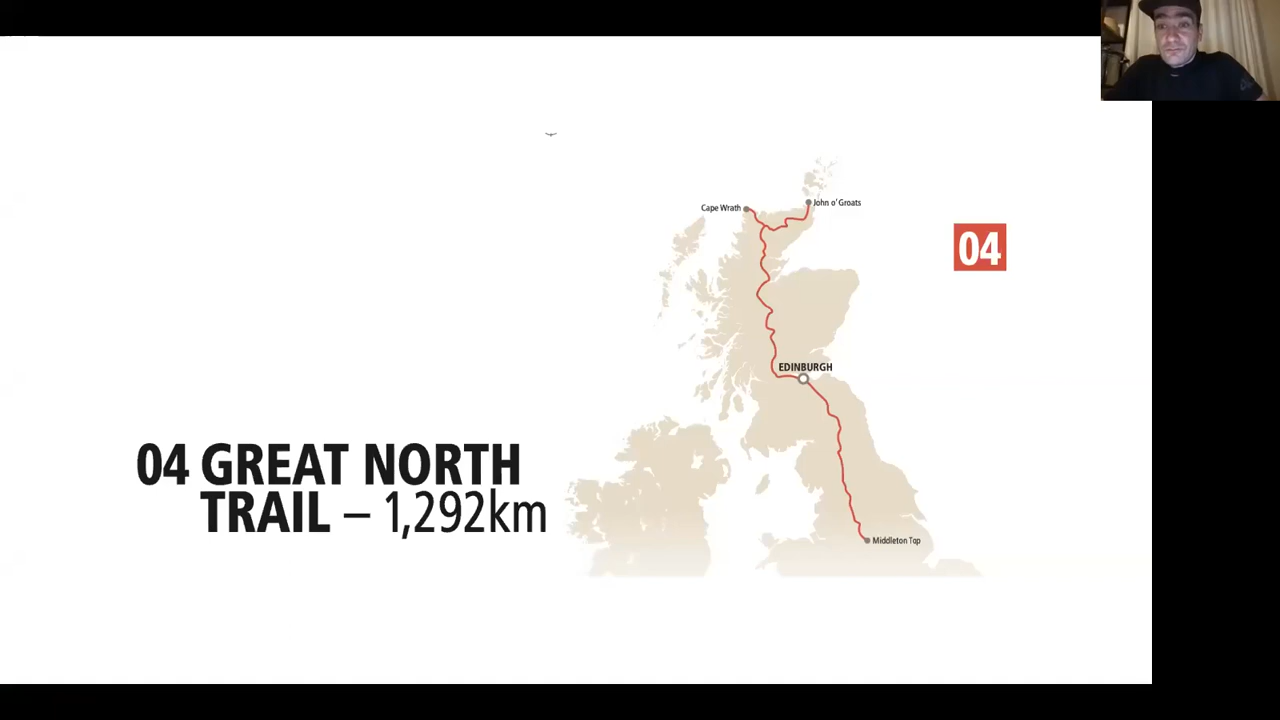 Cape Wrath
John o' Groats
04
EDINBURGH
04 GREAT NORTH
TRAIL – 1,292km
Middleton Top